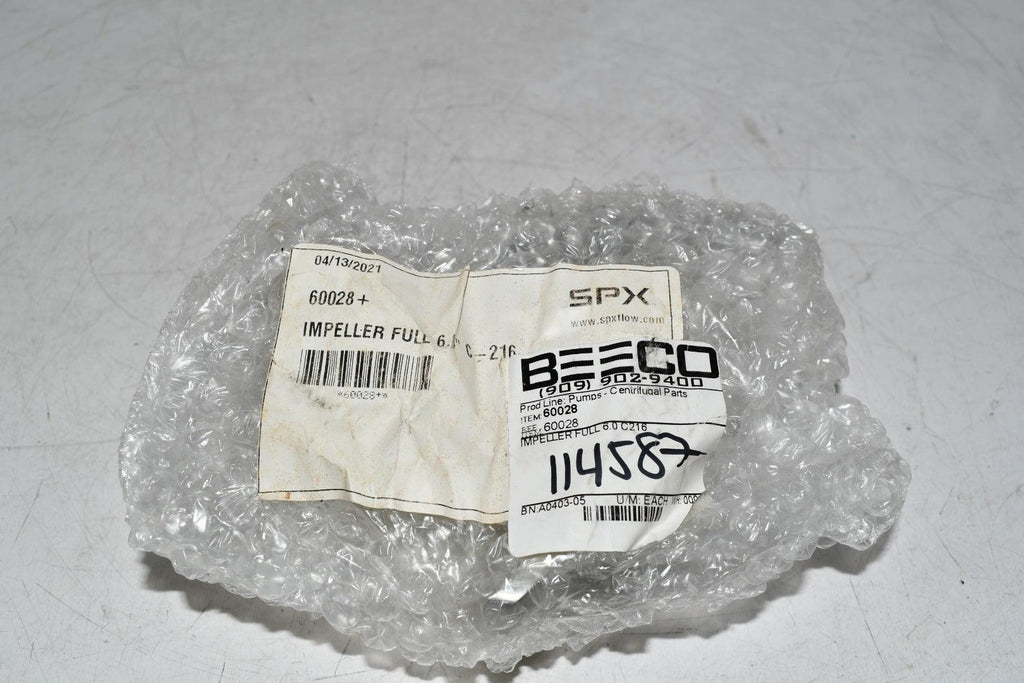 04/13/2021
60028+
SPX
www.spxflow.com
IMPELLER FULL 6.0" C-216
*60028+*
BEECO
(909) 902-9400
Prod Line: Pumps - Centrifugal Parts
ITEM: 60028
60028
IMPELLER FULL 6.0 C216
114587
BN: A0403-05 U/M: EACH